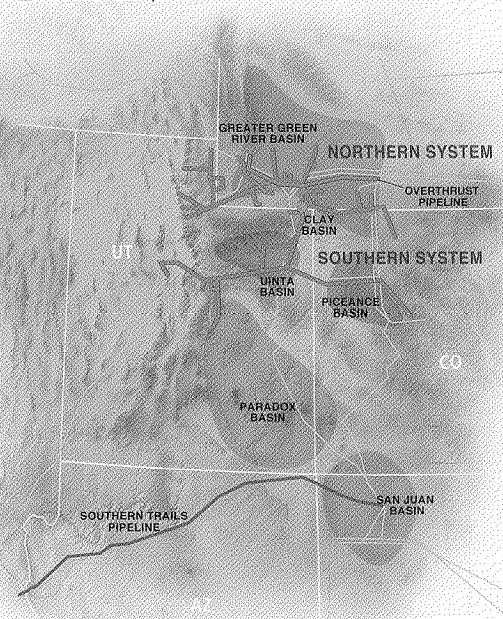 GREATER GREEN
RIVER BASIN
NORTHERN SYSTEM
OVERTHRUST
PIPELINE
CLAY
BASIN
UT
SOUTHERN SYSTEM
UINTA
BASIN
PICEANCE
BASIN
CO
PARADOX
BASIN
SAN JUAN
BASIN
SOUTHERN TRAILS
PIPELINE
AZ